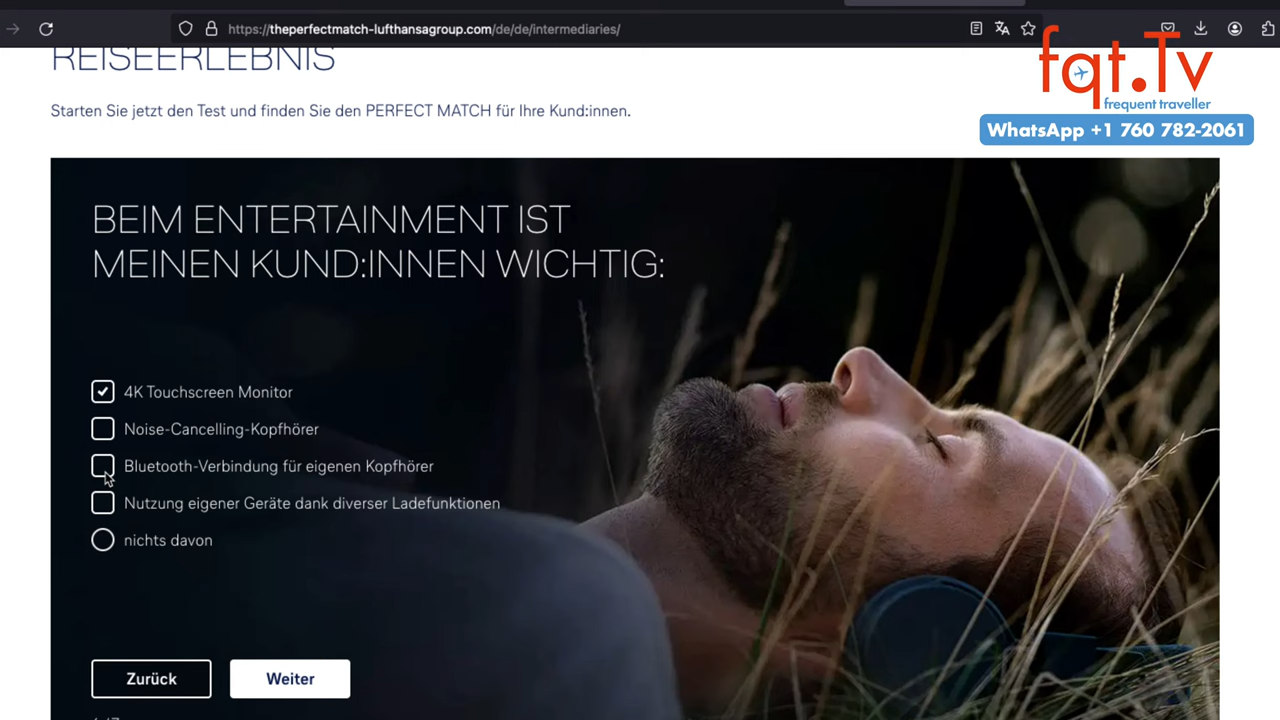 https://theperfectmatch-lufthansagroup.com/de/de/intermediaries/
fqt.Tv
frequent traveller
WhatsApp +1 760 782-2061
REISEERLEBNIS
Starten Sie jetzt den Test und finden Sie den PERFECT MATCH für Ihre Kund:innen.
BEIM ENTERTAINMENT IST
MEINEN KUND:INNEN WICHTIG:
4K Touchscreen Monitor
Noise-Cancelling-Kopfhörer
Bluetooth-Verbindung für eigenen Kopfhörer
Nutzung eigener Geräte dank diverser Ladefunktionen
nichts davon
Zurück
Weiter